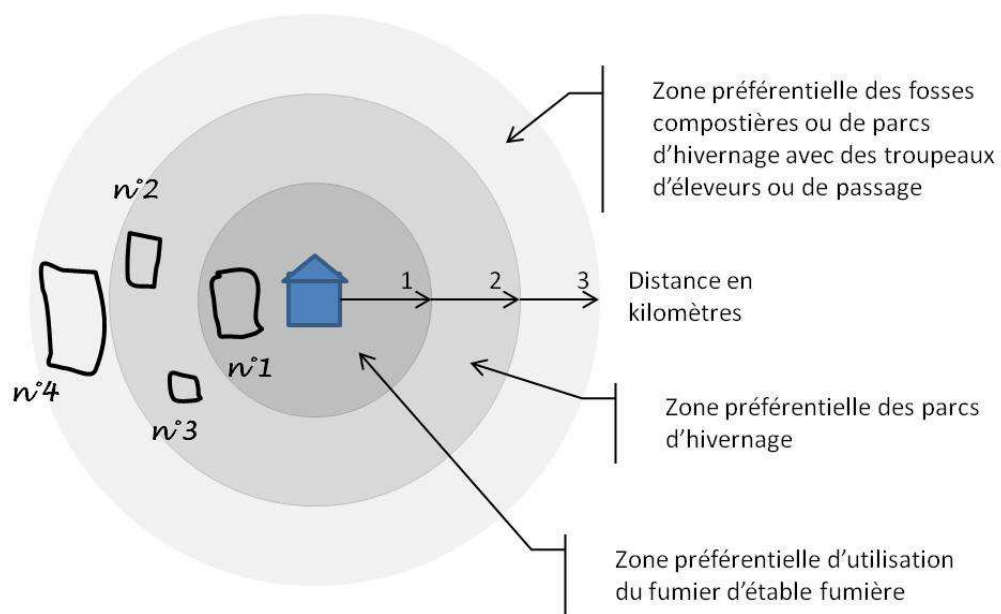 Zone préférentielle des fosses
compostières ou de parcs
d'hivernage avec des troupeaux
d'éleveurs ou de passage
n°2
1
2
3
Distance en
kilomètres
n°1
n°4
n°3
Zone préférentielle des parcs
d'hivernage
Zone préférentielle d'utilisation
du fumier d'étable fumière